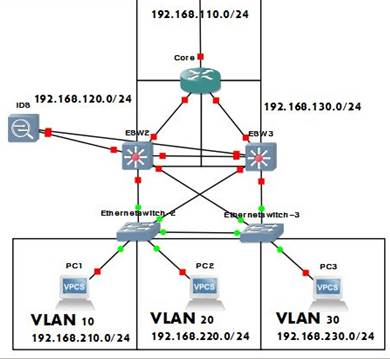 192.168.110.0/24
Core
192.168.120.0/24
192.168.130.0/24
IDS
ESW2
ESW3
Ethernetswitch-2
Ethernetswitch-3
PC1
PC2
PC3
VPCS
VPCS
VPCS
VLAN 10
VLAN 20
VLAN 30
192.168.210.0/24
192.168.220.0/24
192.168.230.0/24